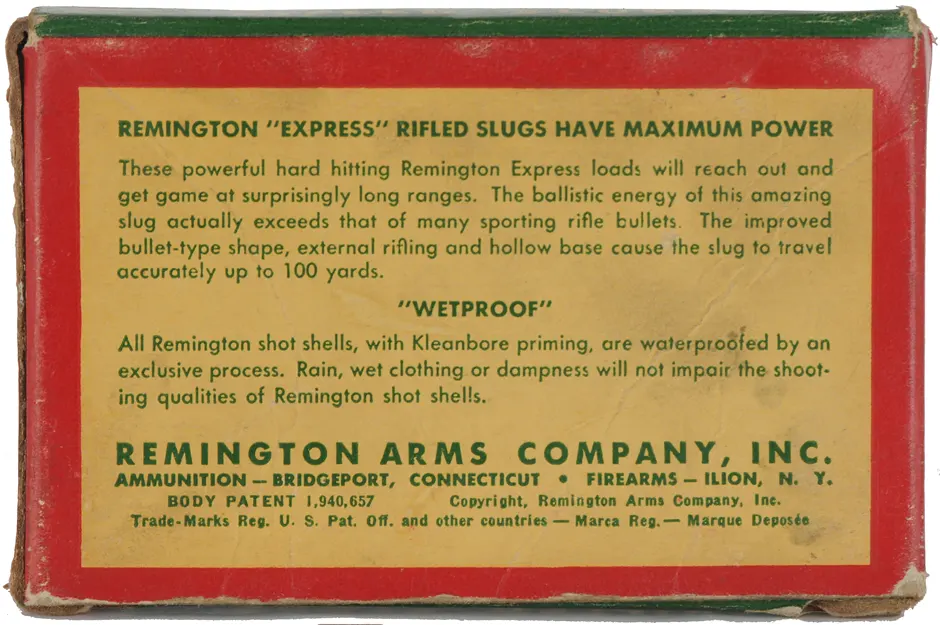 REMINGTON "EXPRESS" RIFLED SLUGS HAVE MAXIMUM POWER
These powerful hard hitting Remington Express loads will reach out and
get game at surprisingly long ranges. The ballistic energy of this amazing
slug actually exceeds that of many sporting rifle bullets. The improved
bullet-type shape, external rifling and hollow base cause the slug to travel
accurately up to 100 yards.
"WETPROOF"
All Remington shot shells, with Kleanbore priming, are waterproofed by an
exclusive process. Rain, wet clothing or dampness will not impair the shoot-
ing qualities of Remington shot shells.
REMINGTON ARMS COMPANY, INC.
AMMUNITION — BRIDGEPORT, CONNECTICUT • FIREARMS — ILION, N. Y.
BODY PATENT 1,940,657 Copyright, Remington Arms Company, Inc.
Trade-Marks Reg. U. S. Pat. Off. and other countries — Marca Reg. — Marque Deposée